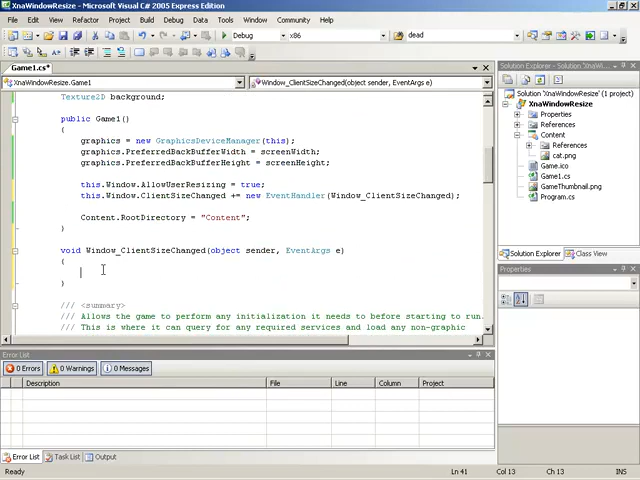 XnaWindowResize - Microsoft Visual C# 2005 Express Edition
File Edit View Refactor Project Build Debug Data Tools Window Community Help
Debug x86 dead
Game1.cs*
XnaWindowResize.Game1 Window_ClientSizeChanged(object sender, EventArgs e)
Texture2D background;
public Game1()
{
graphics = new GraphicsDeviceManager(this);
graphics.PreferredBackBufferWidth = screenWidth;
graphics.PreferredBackBufferHeight = screenHeight;
this.Window.AllowUserResizing = true;
this.Window.ClientSizeChanged += new EventHandler(Window_ClientSizeChanged);
Content.RootDirectory = "Content";
}
void Window_ClientSizeChanged(object sender, EventArgs e)
{
}
/// <summary>
/// Allows the game to perform any initialization it needs to before starting to run.
/// This is where it can query for any required services and load any non-graphic
Solution Explorer - Solution 'XnaWindowResize
Solution 'XnaWindowResize' (1 project)
XnaWindowResize
Properties
References
Content
References
cat.png
Game.ico
Game1.cs
GameThumbnail.png
Program.cs
Solution Explorer Class View
Properties
Error List
0 Errors 0 Warnings 0 Messages
Description File Line Column Project
Error List Task List Output
Ready Ln 41 Col 13 Ch 13 INS